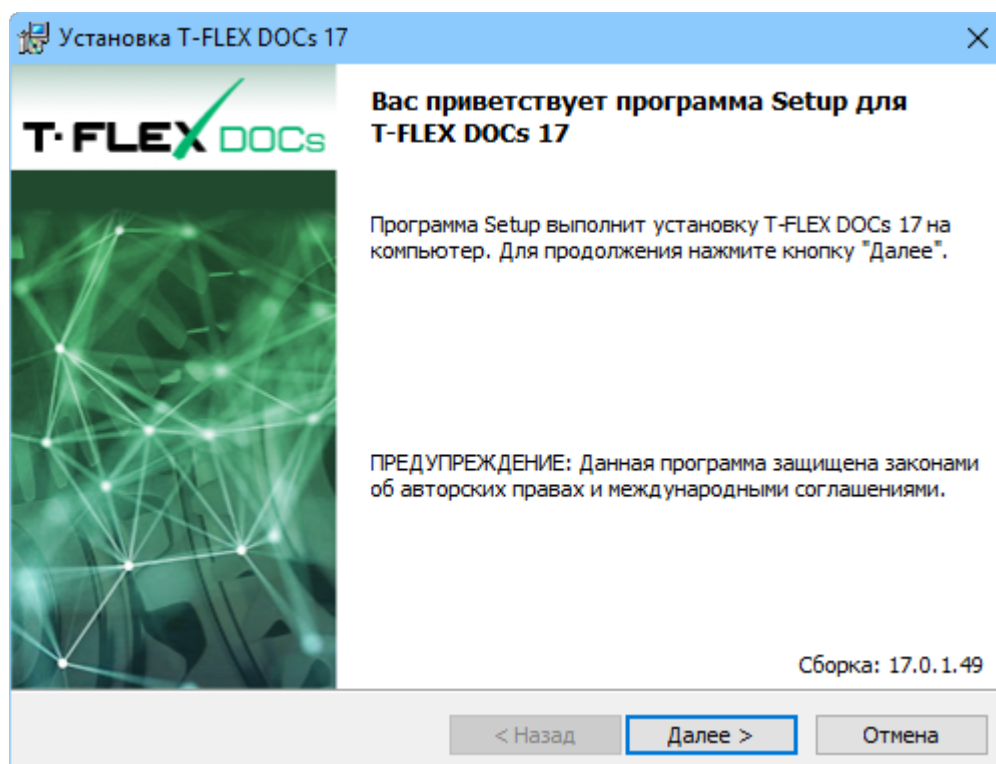 Установка T-FLEX DOCs 17
T·FLEX DOCs
Вас приветствует программа Setup для
T-FLEX DOCs 17
Программа Setup выполнит установку T-FLEX DOCs 17 на
компьютер. Для продолжения нажмите кнопку "Далее".
ПРЕДУПРЕЖДЕНИЕ: Данная программа защищена законами
об авторских правах и международными соглашениями.
Сборка: 17.0.1.49
< Назад
Далее >
Отмена